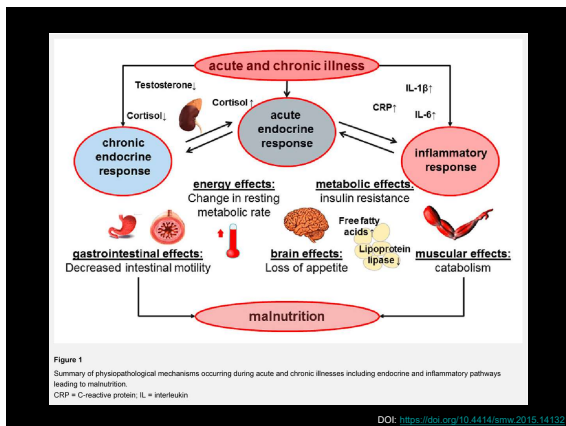 acute and chronic illness
Testosterone↓
Cortisol↓
Cortisol ↑
IL-1β↑
CRP↑
IL-6↑
chronic
endocrine
response
acute
endocrine
response
inflammatory
response
energy effects:
Change in resting
metabolic rate
metabolic effects:
insulin resistance
Free fatty
acids↑
Lipoprotein
lipase↓
gastrointestinal effects:
Decreased intestinal motility
brain effects:
Loss of appetite
muscular effects:
catabolism
malnutrition
Figure 1
Summary of physiopathological mechanisms occurring during acute and chronic illnesses including endocrine and inflammatory pathways
leading to malnutrition.
CRP = C-reactive protein; IL = interleukin
DOI: https://doi.org/10.4414/smw.2015.14132